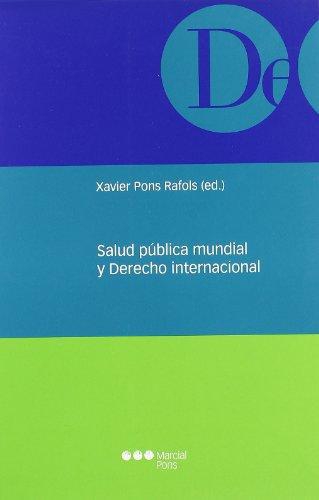 De
Xavier Pons Rafols (ed.)
Salud pública mundial
y Derecho internacional
Marcial
Pons